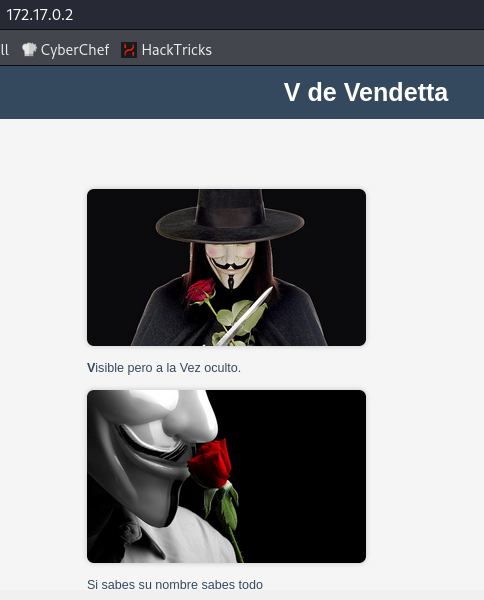 172.17.0.2
ll CyberChef HackTricks
V de Vendetta
Visible pero a la Vez oculto.
Si sabes su nombre sabes todo